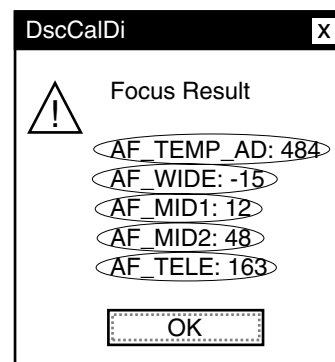 DscCalDi x
Focus Result
!
AF_TEMP_AD: 484
AF_WIDE: -15
AF_MID1: 12
AF_MID2: 48
AF_TELE: 163
OK